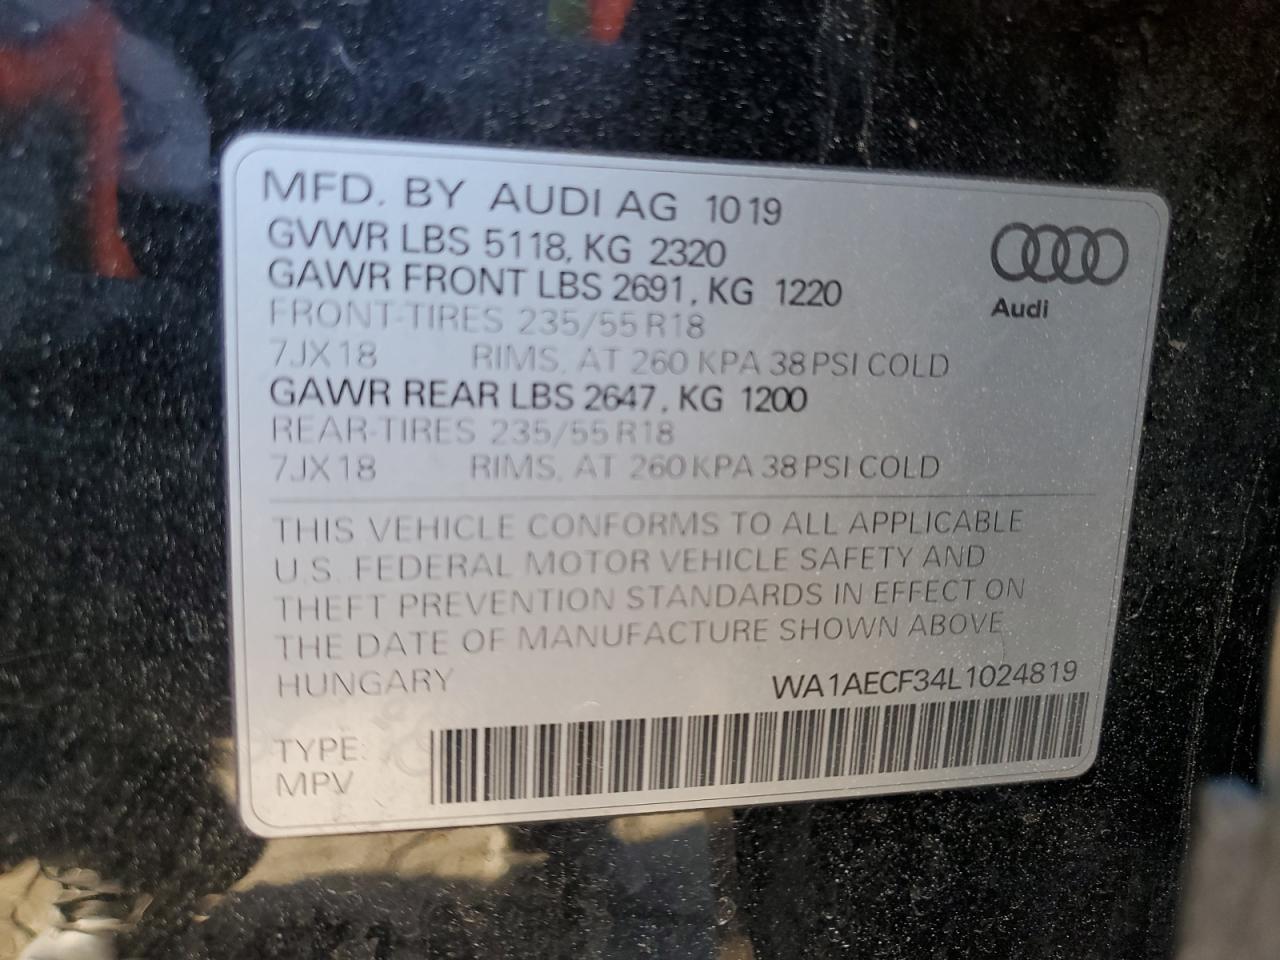 MFD. BY AUDI AG 1019
GVWR LBS 5118, KG 2320
GAWR FRONT LBS 2691, KG 1220
FRONT-TIRES 235/55 R18
7JX18 RIMS, AT 260 KPA 38 PSI COLD
GAWR REAR LBS 2647, KG 1200
REAR-TIRES 235/55 R18
7JX18 RIMS, AT 260 KPA 38 PSI COLD
Audi
THIS VEHICLE CONFORMS TO ALL APPLICABLE
U.S. FEDERAL MOTOR VEHICLE SAFETY AND
THEFT PREVENTION STANDARDS IN EFFECT ON
THE DATE OF MANUFACTURE SHOWN ABOVE
HUNGARY WA1AECF34L1024819
TYPE:
MPV